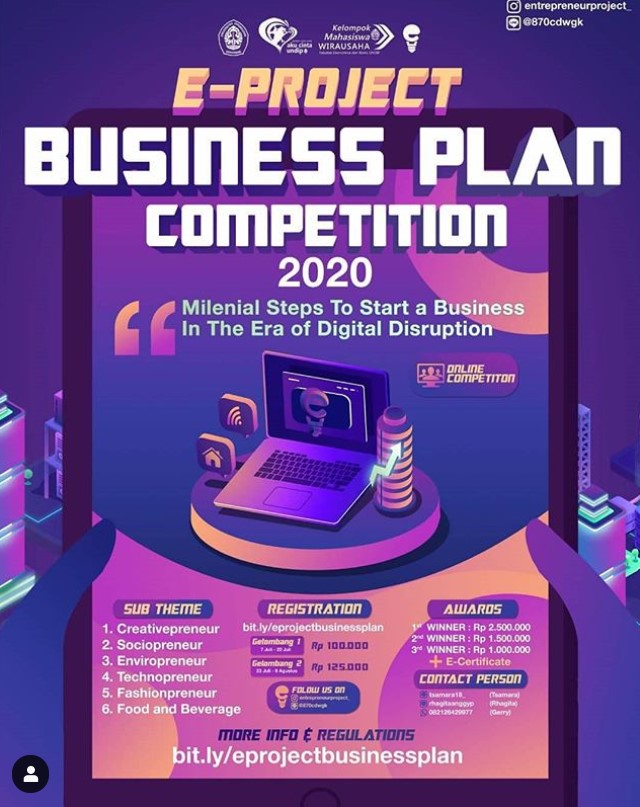 entrepreneurproject_
@870cdwgk
aku cinta
undip
Kelompok
Mahasiswa
WIRAUSAHA
E-PROJECT
BUSINESS PLAN
COMPETITION
2020
Milenial Steps To Start a Business
In The Era of Digital Disruption
ONLINE
COMPETITON
SUB THEME
1. Creativepreneur
2. Sociopreneur
3. Enviropreneur
4. Technopreneur
5. Fashionpreneur
6. Food and Beverage
REGISTRATION
bit.ly/eprojectbusinessplan
Gelombang 1
Rp 100.000
Gelombang 2
Rp 125.000
FOLOW US ON
entrepreneurproject_
@870cdwgk
AWARDS
1st WINNER : Rp 2.500.000
2nd WINNER : Rp 1.500.000
3rd WINNER : Rp 1.000.000
+ E-Certificate
CONTACT PERSON
tsamara18_ (Tsamara)
rhagitsanggyp (Rhagita)
082126429977 (Gerry)
MORE INFO & REGULATIONS
bit.ly/eprojectbusinessplan